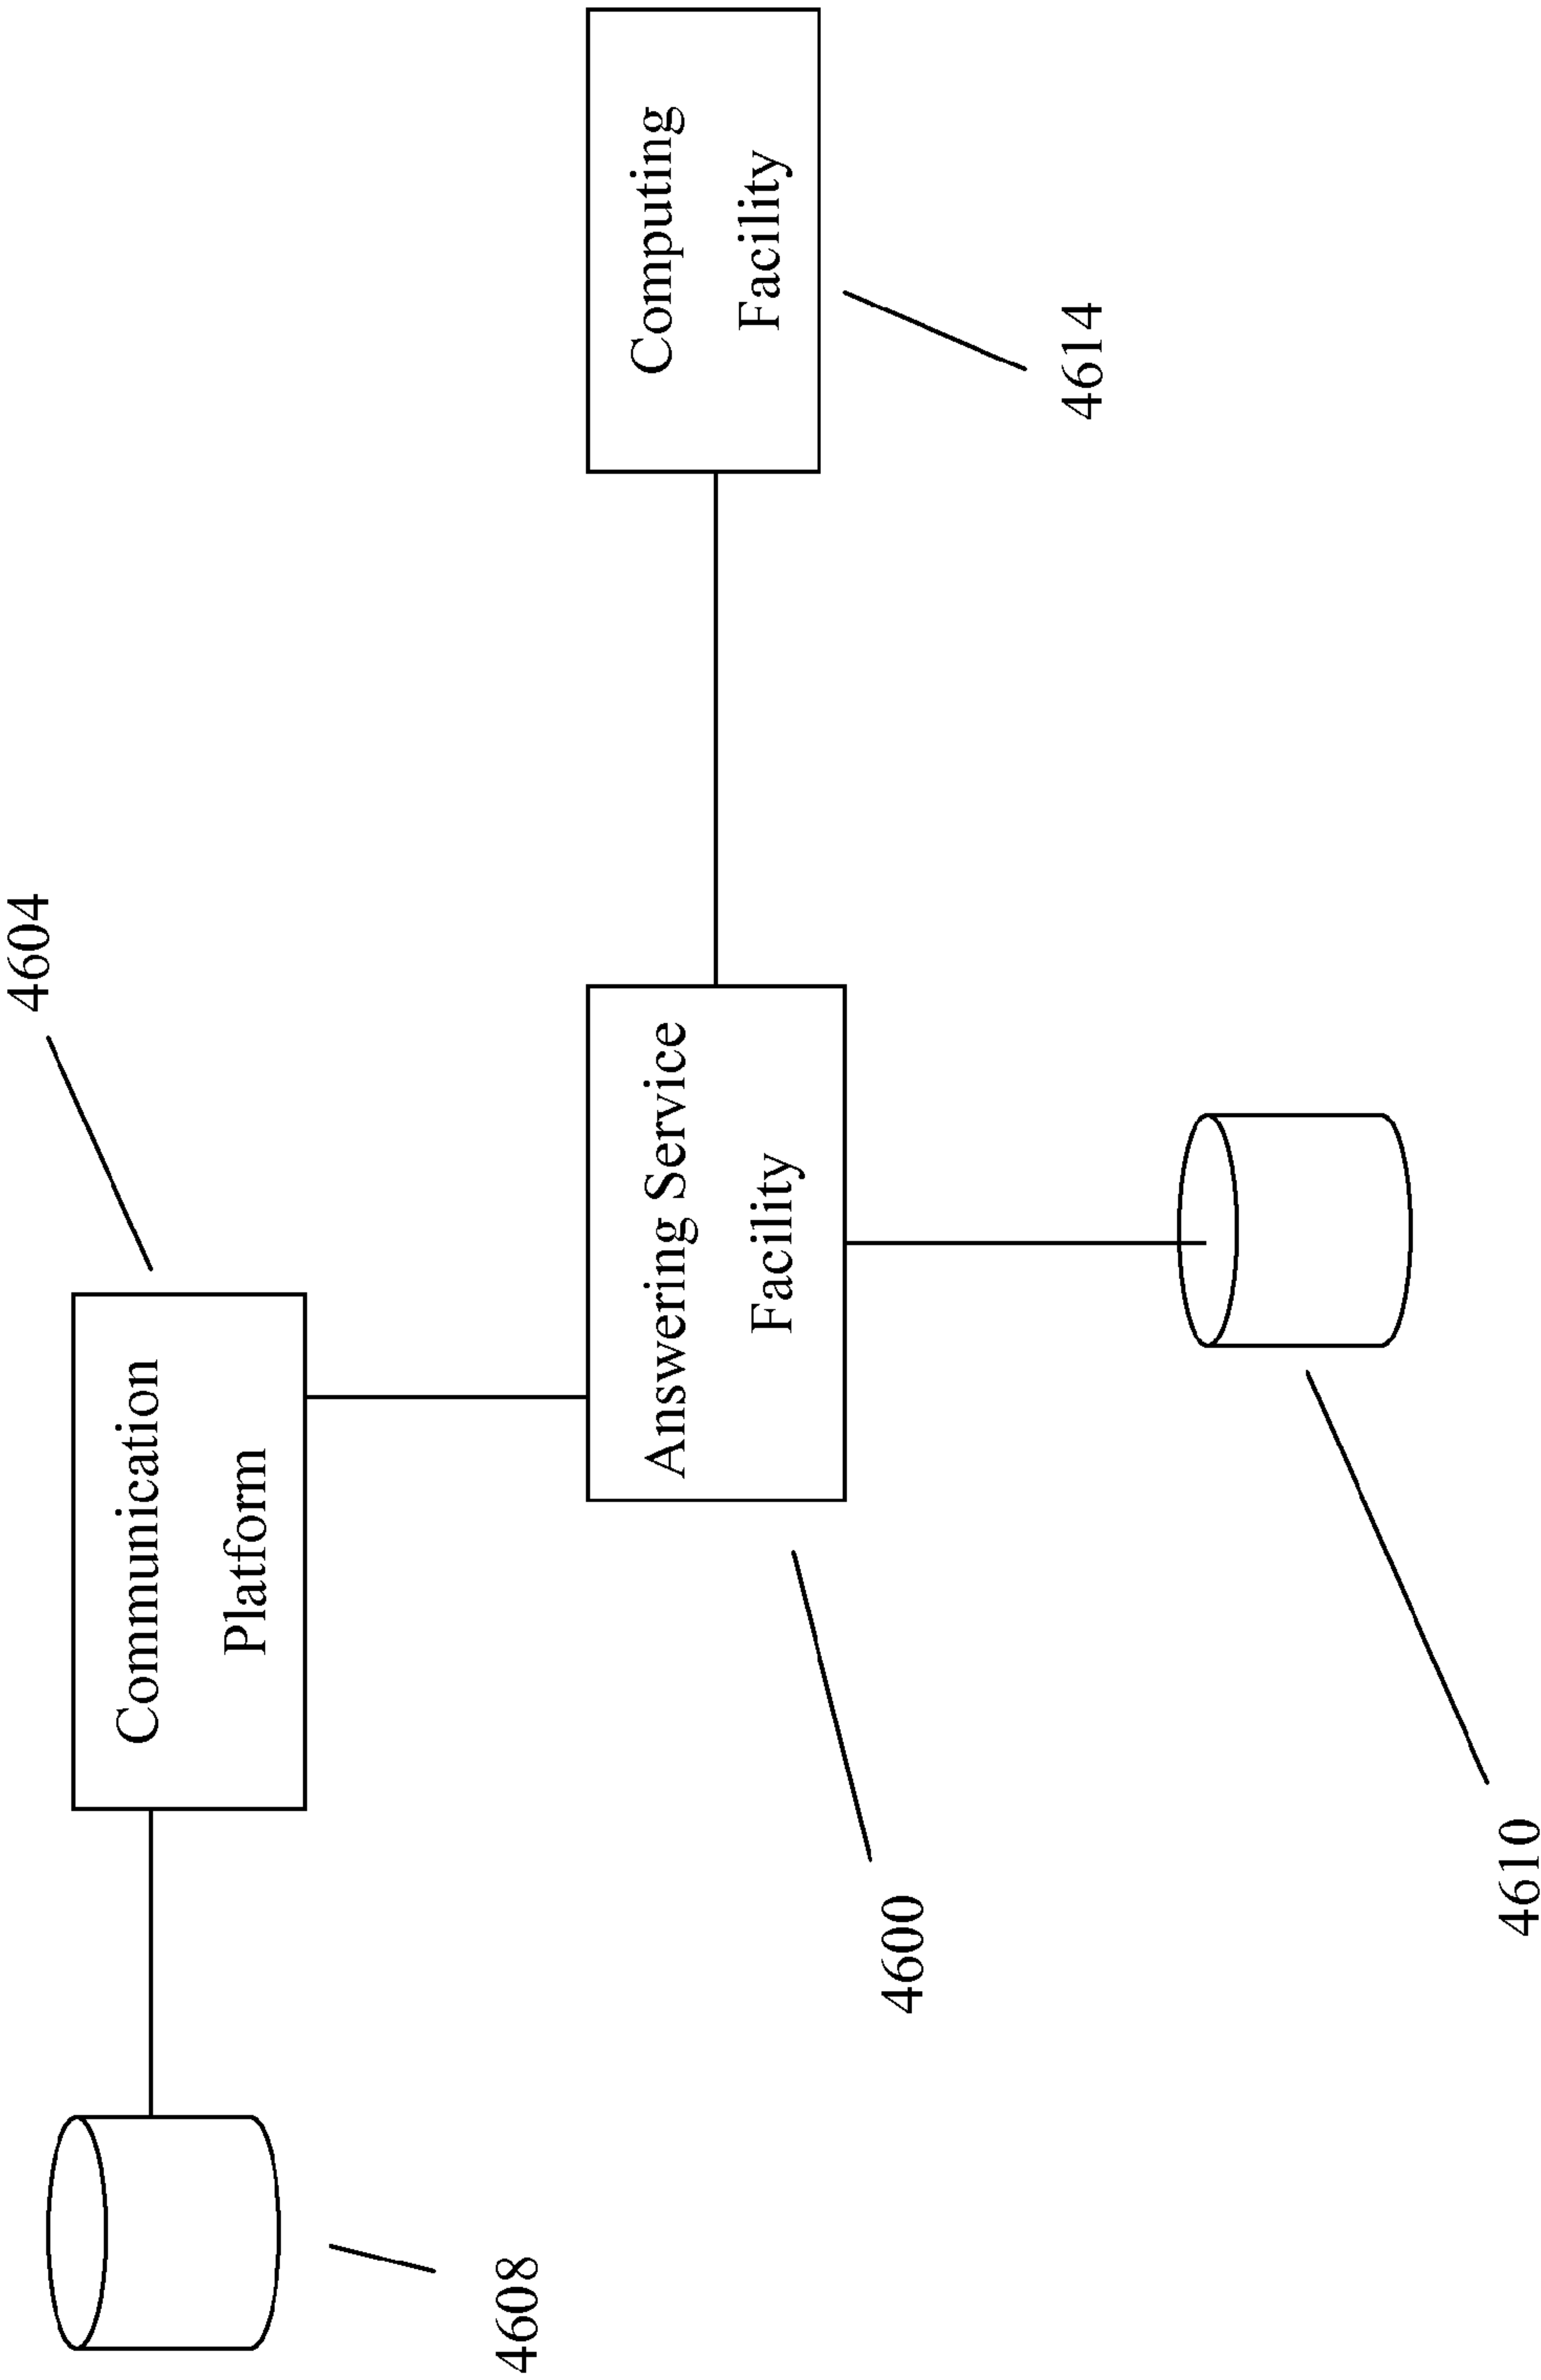 4604
Communication
Platform
4608
Answering Service
Facility
Computing
Facility
4600
4614
4610